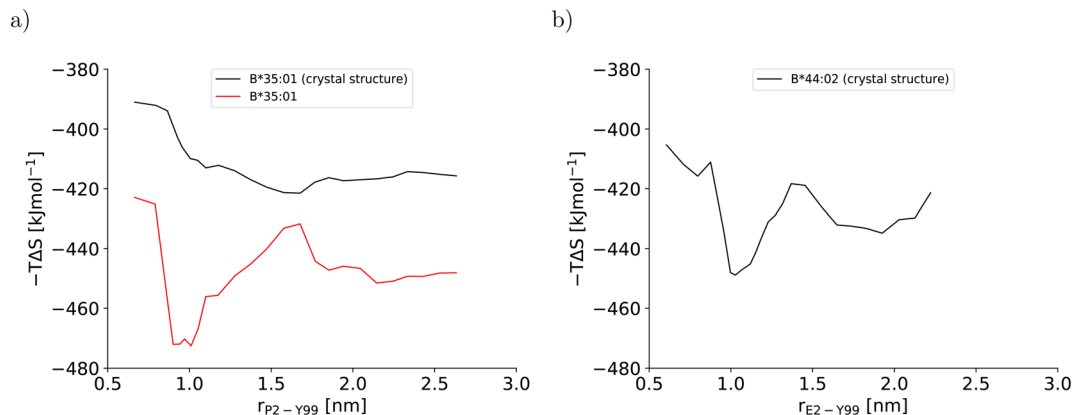 a)
−380
−400
−420
−440
−460
−480
−TΔS [kJmol⁻¹]
B*35:01 (crystal structure)
B*35:01
0.5 1.0 1.5 2.0 2.5 3.0
r_P2−Y99 [nm]
b)
−380
−400
−420
−440
−460
−480
−TΔS [kJmol⁻¹]
B*44:02 (crystal structure)
0.5 1.0 1.5 2.0 2.5 3.0
r_E2−Y99 [nm]